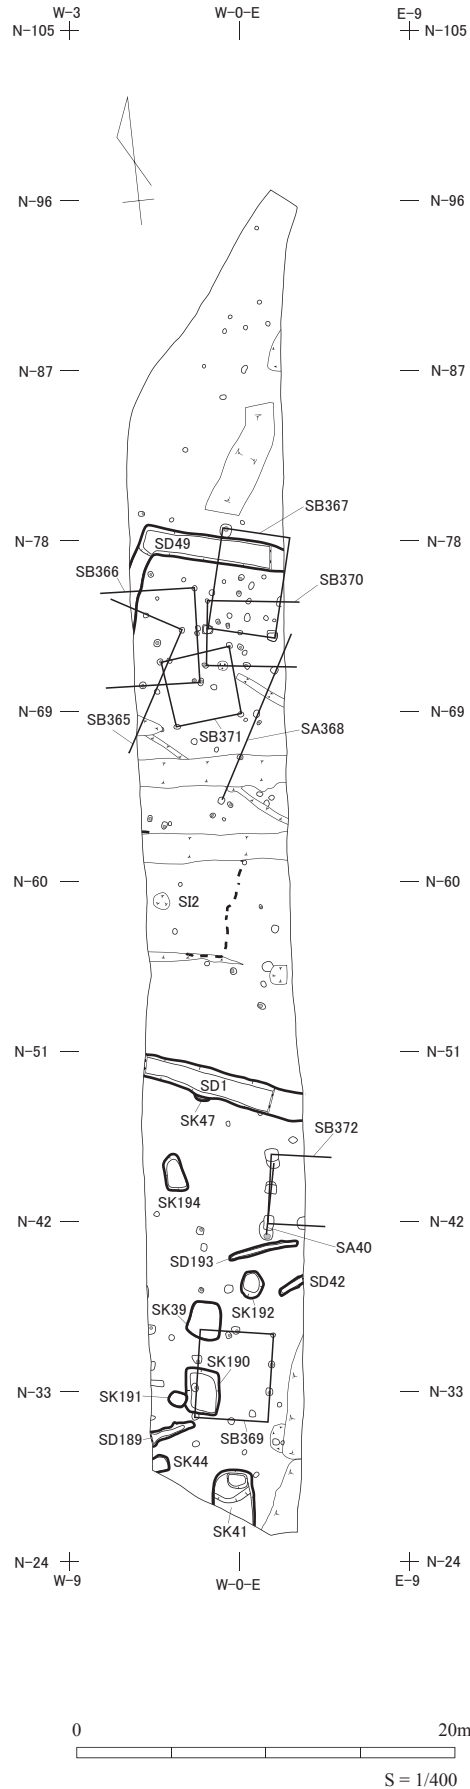 W-3 W-0-E E-9
N-105 N-105
N-96 N-96
N-87 N-87
SB367
N-78 SD49 N-78
SB366 SB370
N-69 N-69
SB365 SB371 SA368
N-60 N-60
SI2
N-51 N-51
SD1
SK47
SB372
SK194
N-42 N-42
SD193 SA40
SD42
SK39 SK192
SK190
N-33 N-33
SK191
SD189 SB369
SK44
SK41
N-24 N-24
W-9 W-0-E E-9
0 20m
S = 1/400